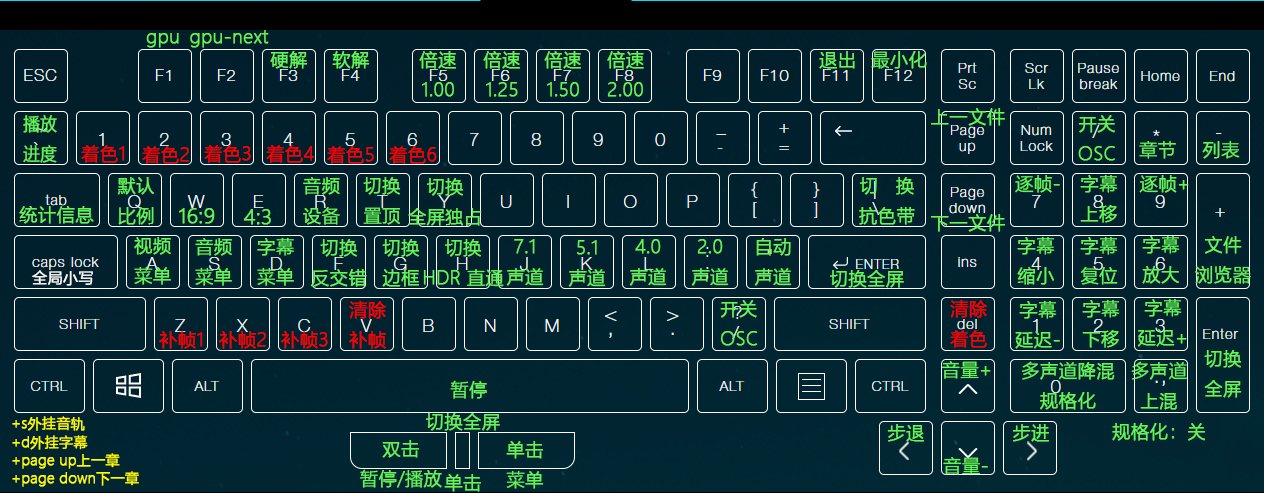 gpu gpu-next
ESC F1 F2 硬解 F3 软解 F4 倍速 F5 1.00 倍速 F6 1.25 倍速 F7 1.50 倍速 F8 2.00 F9 F10 退出 F11 最小化 F12 Prt Sc Scr Lk Pause break Home End
播放 ~ ` 进度 1 着色1 2 着色2 3 着色3 4 着色4 5 着色5 6 着色6 7 8 9 0 _ - + = ← 上一文件 Page up Num Lock 开关 / OSC * 章节 - 列表
tab 统计信息 默认 Q 比例 W 16:9 E 4:3 音频 R 设备 切换 T 置顶 切换 Y 全屏独占 U I O P { [ } ] 切 换 | \ 抗色带 Page down 下一文件 逐帧- 7 字幕 8 上移 逐帧+ 9 + 文件 浏览器
caps lock 全局小写 视频 A 菜单 音频 S 菜单 字幕 D 菜单 切换 F 反交错 切换 G 边框 切换 H HDR 直通 7.1 J 声道 5.1 K 声道 4.0 L 声道 2.0 : 声道 自动 声道 ↵ ENTER 切换全屏 ins 字幕 4 缩小 字幕 5 复位 字幕 6 放大
SHIFT Z 补帧1 X 补帧2 C 补帧3 清除 V 补帧 B N M < , > . 开关 ? / OSC SHIFT 清除 del 着色 字幕 1 延迟- 字幕 2 下移 字幕 3 延迟+ Enter 切换 全屏
CTRL ALT 暂停 ALT CTRL 音量+ 多声道降混 0 规格化 多声道 . 上混
+s外挂音轨
+d外挂字幕
+page up上一章
+page down下一章
切换全屏
双击 单击
暂停/播放 单击 菜单
步退 < 音量- 步进 >
规格化：关